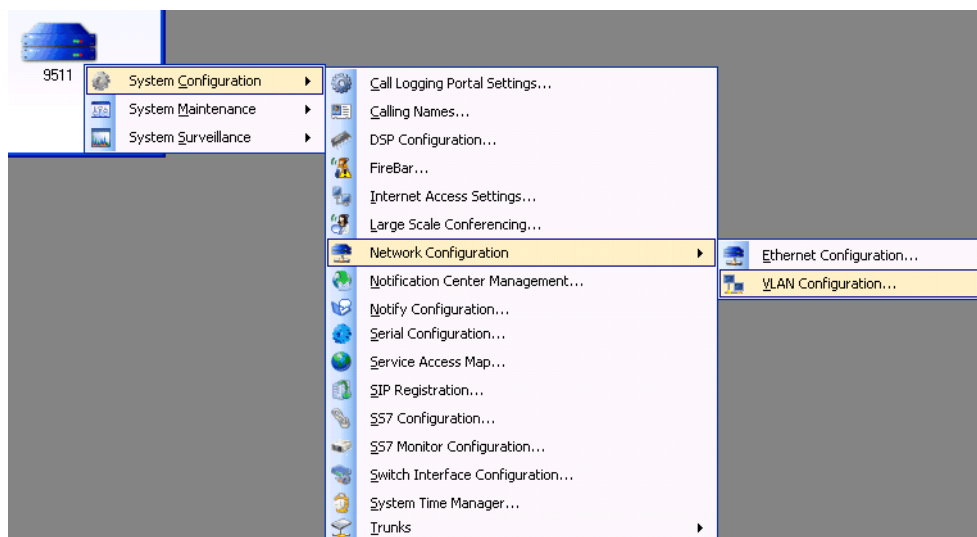 9511
System Configuration
System Maintenance
System Surveillance
Call Logging Portal Settings...
Calling Names...
DSP Configuration...
FireBar...
Internet Access Settings...
Large Scale Conferencing...
Network Configuration
Notification Center Management...
Notify Configuration...
Serial Configuration...
Service Access Map...
SIP Registration...
SS7 Configuration...
SS7 Monitor Configuration...
Switch Interface Configuration...
System Time Manager...
Trunks
Ethernet Configuration...
VLAN Configuration...